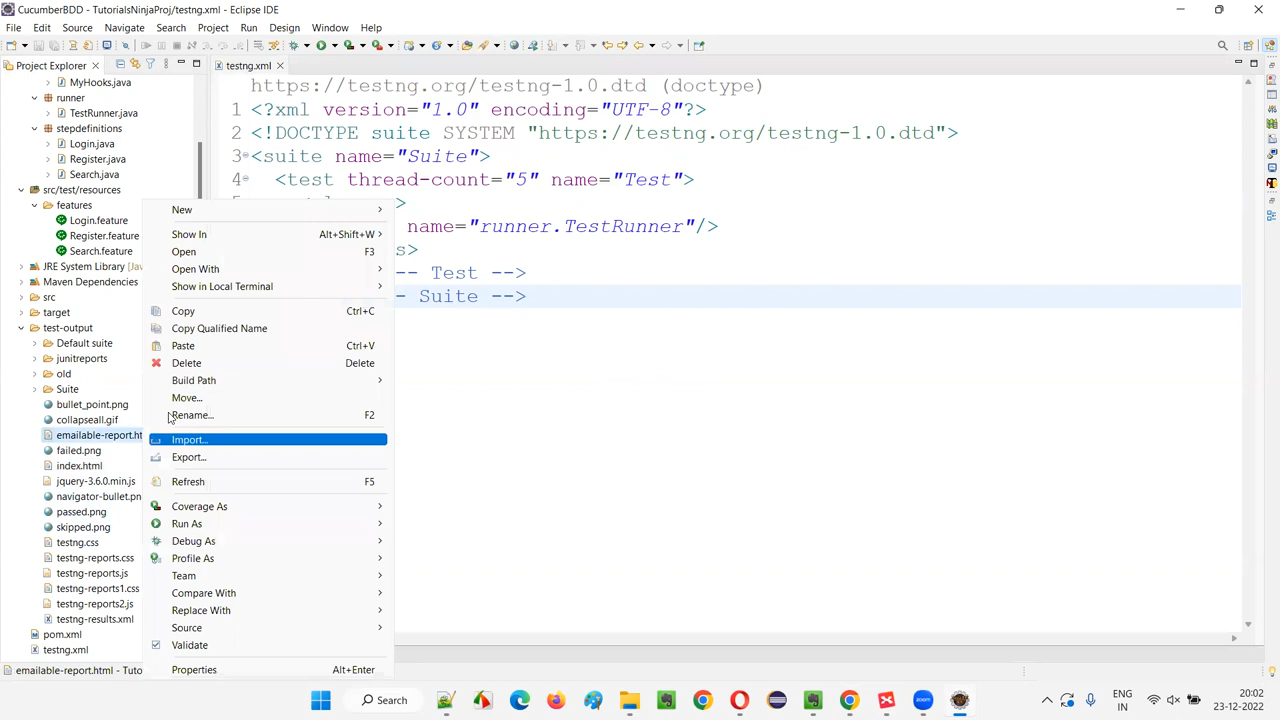 CucumberBDD - TutorialsNinjaProj/testng.xml - Eclipse IDE
File Edit Source Navigate Search Project Run Design Window Help
Project Explorer
testng.xml
MyHooks.java
runner
TestRunner.java
stepdefinitions
Login.java
Register.java
Search.java
src/test/resources
features
Login.feature
Register.feature
Search.feature
JRE System Library [Jav
Maven Dependencies
src
target
test-output
Default suite
junitreports
old
Suite
bullet_point.png
collapseall.gif
emailable-report.ht
failed.png
index.html
jquery-3.6.0.min.js
navigator-bullet.pn
passed.png
skipped.png
testng.css
testng-reports.css
testng-reports.js
testng-reports1.css
testng-reports2.js
testng-results.xml
pom.xml
testng.xml
https://testng.org/testng-1.0.dtd (doctype)
1 <?xml version="1.0" encoding="UTF-8"?>
2 <!DOCTYPE suite SYSTEM "https://testng.org/testng-1.0.dtd">
3 <suite name="Suite">
4 <test thread-count="5" name="Test">
>
name="runner.TestRunner"/>
s>
-- Test -->
- Suite -->
New
Show In Alt+Shift+W
Open F3
Open With
Show in Local Terminal
Copy Ctrl+C
Copy Qualified Name
Paste Ctrl+V
Delete Delete
Build Path
Move...
Rename... F2
Import...
Export...
Refresh F5
Coverage As
Run As
Debug As
Profile As
Team
Compare With
Replace With
Source
Validate
Properties Alt+Enter
emailable-report.html - Tuto
Search
zoom
ENG
IN
20:02
23-12-2022